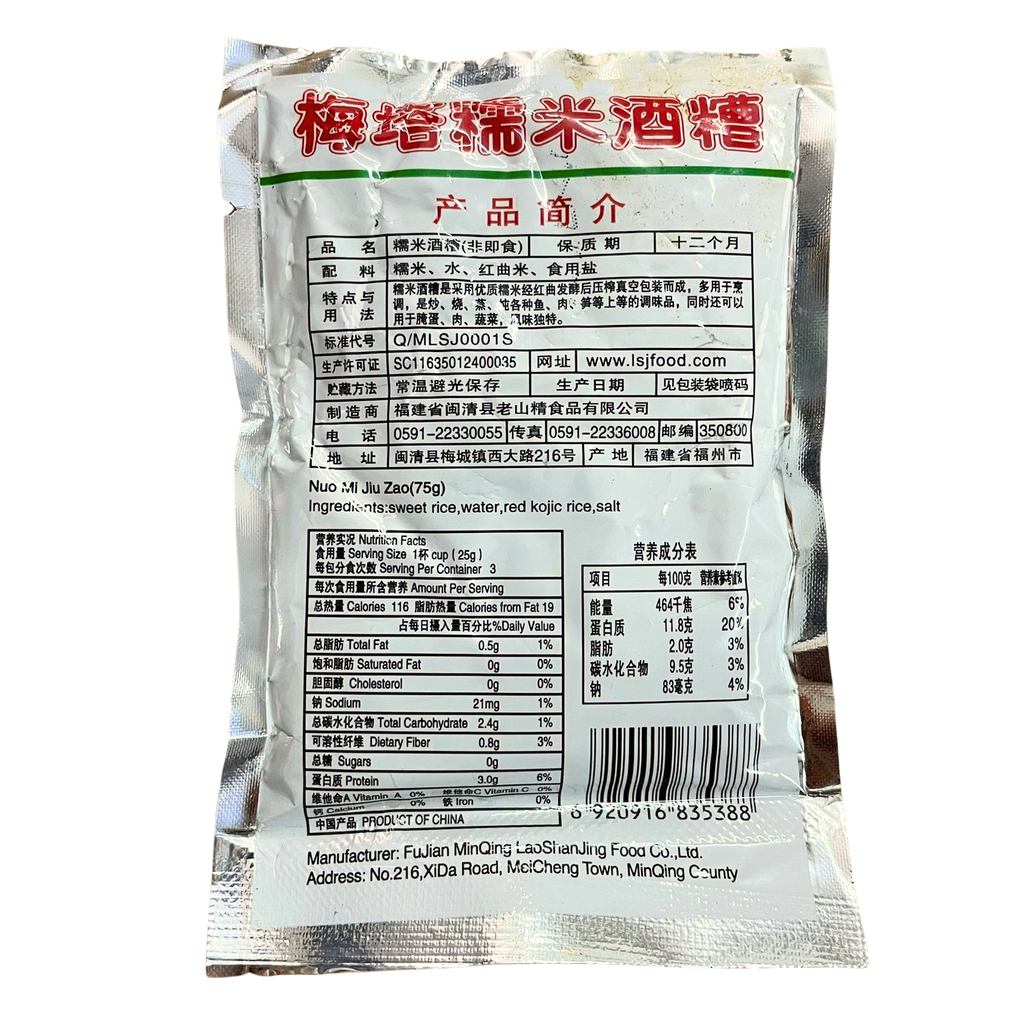 梅塔糯米酒糟
产品简介
品 名 糯米酒糟(非即食) 保 质 期 十二个月
配 料 糯米、水、红曲米、食用盐
特点与用 法 糯米酒糟是采用优质糯米经红曲发酵后压榨真空包装而成,多用于烹
调,是炒、烧、蒸、炖各种鱼、肉、笋等上等的调味品,同时还可以
用于腌蛋、肉、蔬菜,风味独特。
标准代号 Q/MLSJ0001S
生产许可证 SC11635012400035 网址 www.lsjfood.com
贮藏方法 常温避光保存 生产日期 见包装袋喷码
制造商 福建省闽清县老山精食品有限公司
电 话 0591-22330055 传真 0591-22336008 邮编 350800
地 址 闽清县梅城镇西大路216号 产 地 福建省福州市
Nuo Mi Jiu Zao(75g)
Ingredients:sweet rice,water,red kojic rice,salt
营养实况 Nutrition Facts
食用量 Serving Size 1杯 cup (25g)
每包分食次数 Serving Per Container 3
每次食用量所含营养 Amount Per Serving
总热量 Calories 116 脂肪热量 Calories from Fat 19
占每日摄入量百分比%Daily Value
总脂肪 Total Fat 0.5g 1%
饱和脂肪 Saturated Fat 0g 0%
胆固醇 Cholesterol 0g 0%
钠 Sodium 21mg 1%
总碳水化合物 Total Carbohydrate 2.4g 1%
可溶性纤维 Dietary Fiber 0.8g 3%
总糖 Sugars 0g
蛋白质 Protein 3.0g 6%
维他命A Vitamin A 0% 维他命C Vitamin C 0%
钙 Calcium 0% 铁 Iron 0%
中国产品 PRODUCT OF CHINA
营养成分表
项目 每100克 营养素参考值%
能量 464千焦 6%
蛋白质 11.8克 20%
脂肪 2.0克 3%
碳水化合物 9.5克 3%
钠 83毫克 4%
6 920916 835388
Manufacturer: FuJian MinQing LaoShanJing Food Co.,Ltd.
Address: No.216,XiDa Road, MeiCheng Town, MinQing County